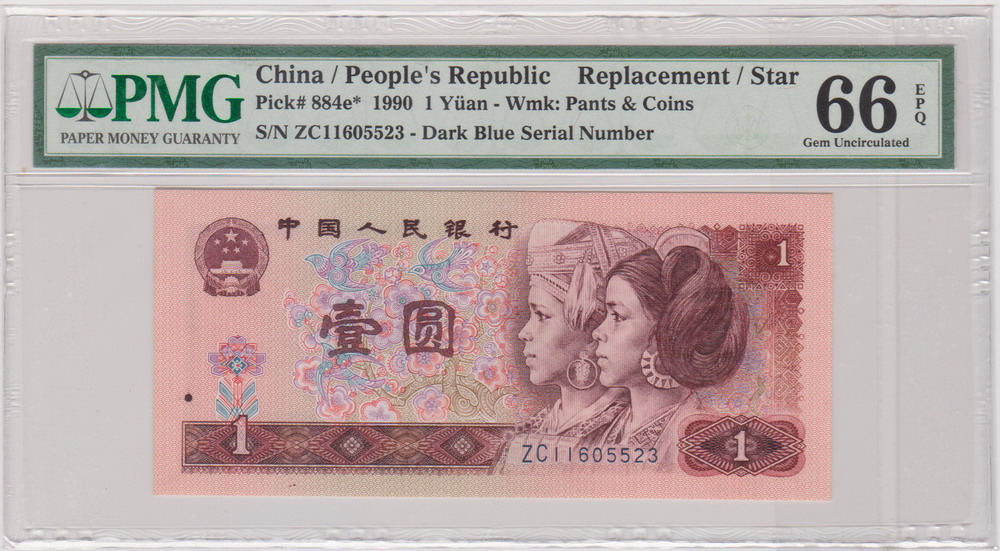 PMG
PAPER MONEY GUARANTY
China / People's Republic Replacement / Star
Pick# 884e* 1990 1 Yüan - Wmk: Pants & Coins
S/N ZC11605523 - Dark Blue Serial Number
66
EPQ
Gem Uncirculated
中国人民银行
1
壹圆
1
ZC11605523
1